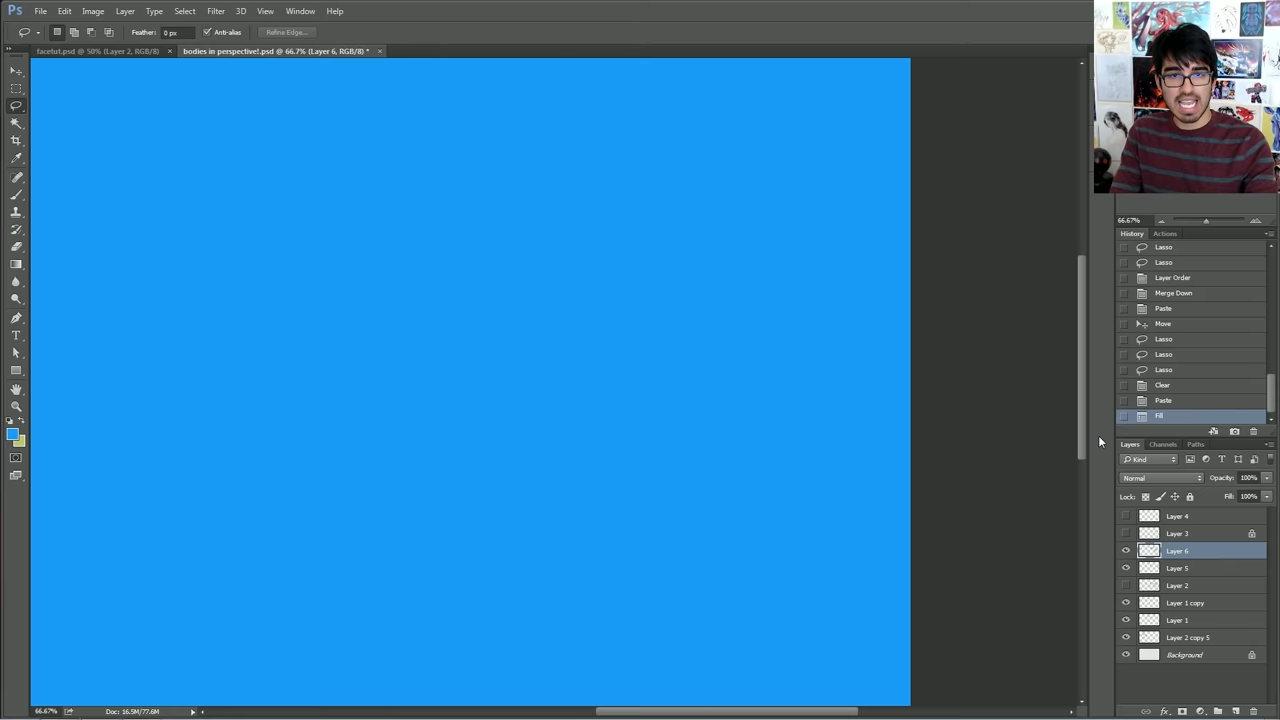 Ps File Edit Image Layer Type Select Filter 3D View Window Help
Feather: 0 px Anti-alias Refine Edge...
facetut.psd @ 50% (Layer 2, RGB/8) × bodies in perspective!.psd @ 66.7% (Layer 6, RGB/8) * ×
66.67%
History Actions
Lasso
Lasso
Layer Order
Merge Down
Paste
Move
Lasso
Lasso
Lasso
Clear
Paste
Fill
Layers Channels Paths
Kind
Normal Opacity: 100%
Lock: Fill: 100%
Layer 4
Layer 3
Layer 6
Layer 5
Layer 2
Layer 1 copy
Layer 1
Layer 2 copy 5
Background
66.67% Doc: 16.5M/77.6M